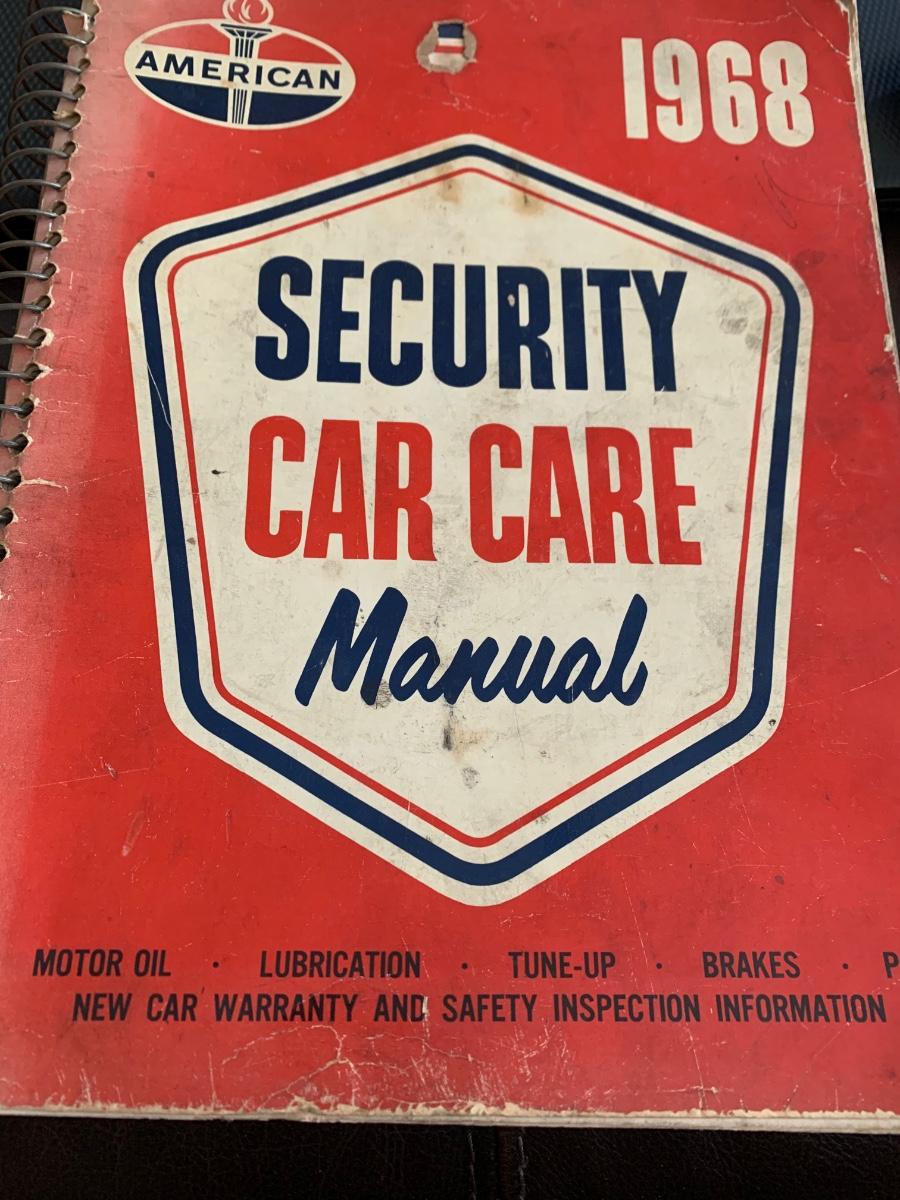 AMERICAN
1968
SECURITY
CAR CARE
Manual
MOTOR OIL · LUBRICATION · TUNE-UP · BRAKES · P
NEW CAR WARRANTY AND SAFETY INSPECTION INFORMATION